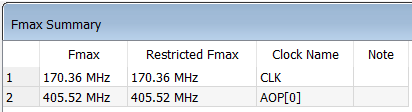 Fmax Summary
Fmax Restricted Fmax Clock Name Note
1 170.36 MHz 170.36 MHz CLK
2 405.52 MHz 405.52 MHz AOP[0]